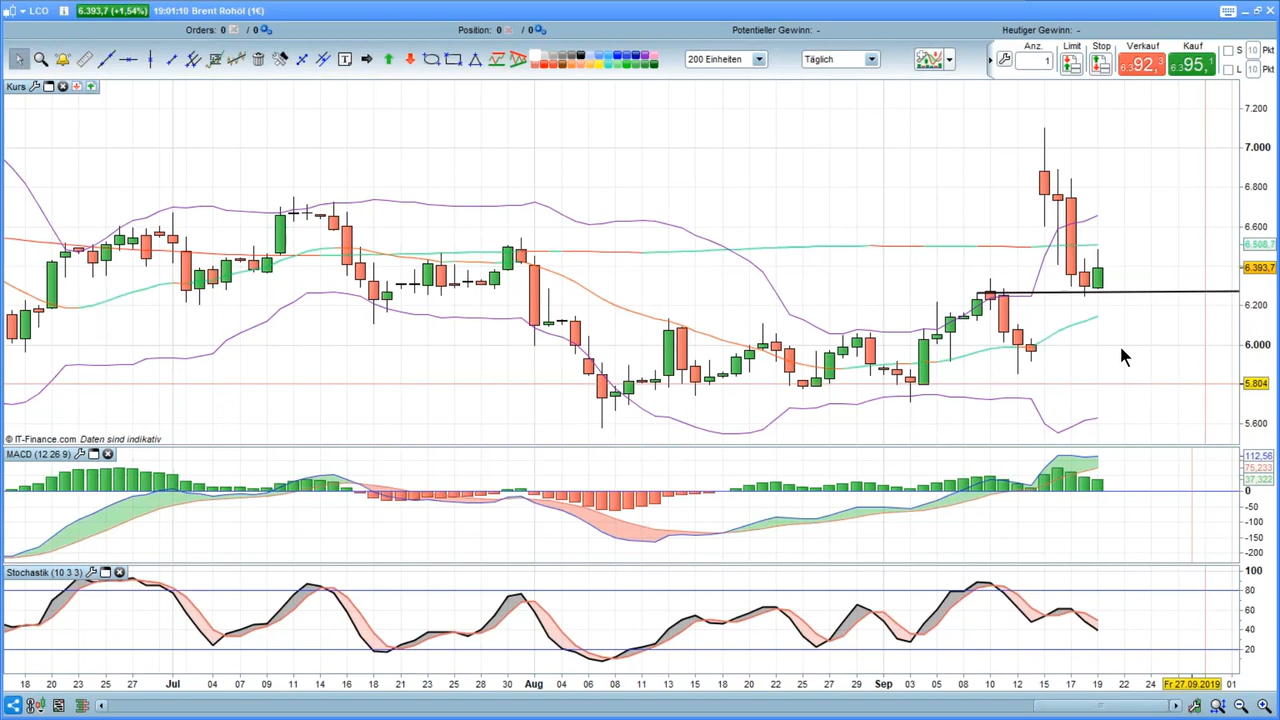 LCO 6.393,7 (+1,54%) 19:01:10 Brent Rohöl (1€)
Orders: 0 / 0 Position: 0 / 0 Potentieller Gewinn: - Heutiger Gewinn: -
200 Einheiten Täglich Anz. 1 Limit Stop Verkauf 6.392,3 Kauf 6.395,1 S 10 Pkt
L 10 Pkt
Kurs
7.200
7.000
6.800
6.600
6.508,7
6.393,7
6.200
6.000
5.804
5.600
© IT-Finance.com Daten sind indikativ
MACD (12 26 9)
112,56
75,233
37,322
0
-50
-100
-150
-200
Stochastik (10 3 3)
100
80
60
40
20
18 20 23 25 27 Jul 04 07 09 11 14 16 18 21 23 25 28 30 Aug 04 06 08 11 13 15 18 20 22 25 27 29 Sep 03 05 08 10 12 15 17 19 22 24 Fr 27.09.2019 01